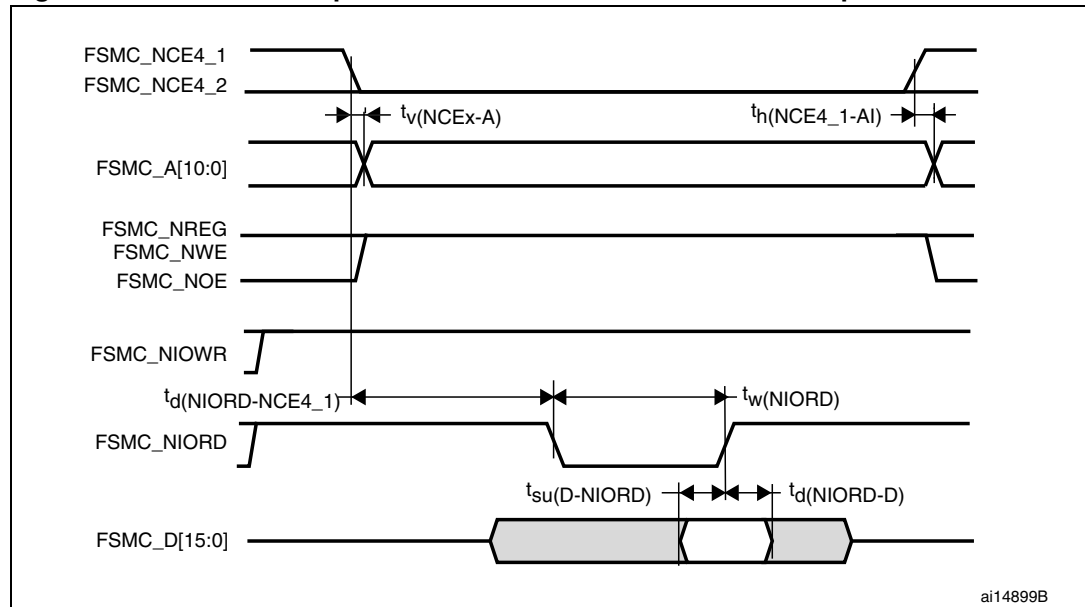 FSMC_NCE4_1
FSMC_NCE4_2
tv(NCEx-A)
th(NCE4_1-AI)
FSMC_A[10:0]
FSMC_NREG
FSMC_NWE
FSMC_NOE
FSMC_NIOWR
td(NIORD-NCE4_1)
tw(NIORD)
FSMC_NIORD
tsu(D-NIORD)
td(NIORD-D)
FSMC_D[15:0]
ai14899B